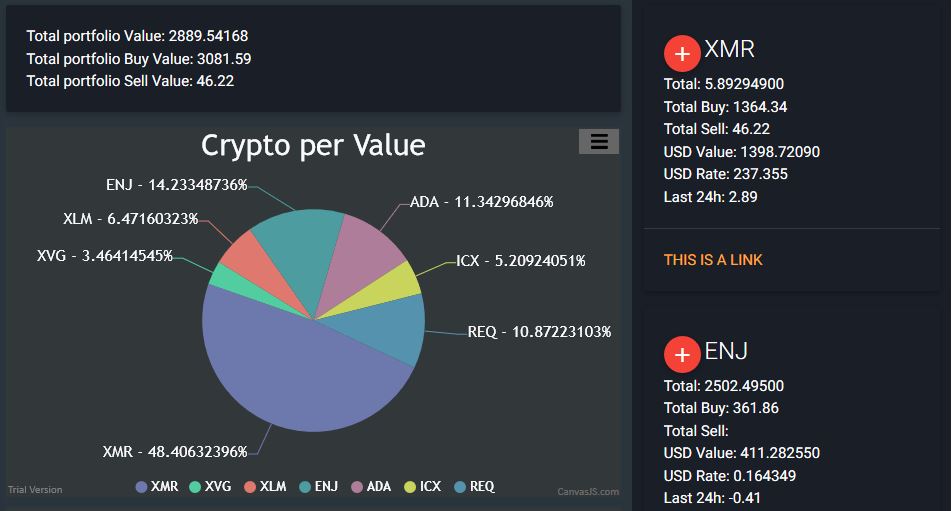 Total portfolio Value: 2889.54168
Total portfolio Buy Value: 3081.59
Total portfolio Sell Value: 46.22
Crypto per Value
ENJ - 14.23348736%
ADA - 11.34296846%
XLM - 6.47160323%
XVG - 3.46414545%
ICX - 5.20924051%
REQ - 10.87223103%
XMR - 48.40632396%
XMR XVG XLM ENJ ADA ICX REQ
Trial Version
CanvasJS.com
+ XMR
Total: 5.89294900
Total Buy: 1364.34
Total Sell: 46.22
USD Value: 1398.72090
USD Rate: 237.355
Last 24h: 2.89
THIS IS A LINK
+ ENJ
Total: 2502.49500
Total Buy: 361.86
Total Sell:
USD Value: 411.282550
USD Rate: 0.164349
Last 24h: -0.41